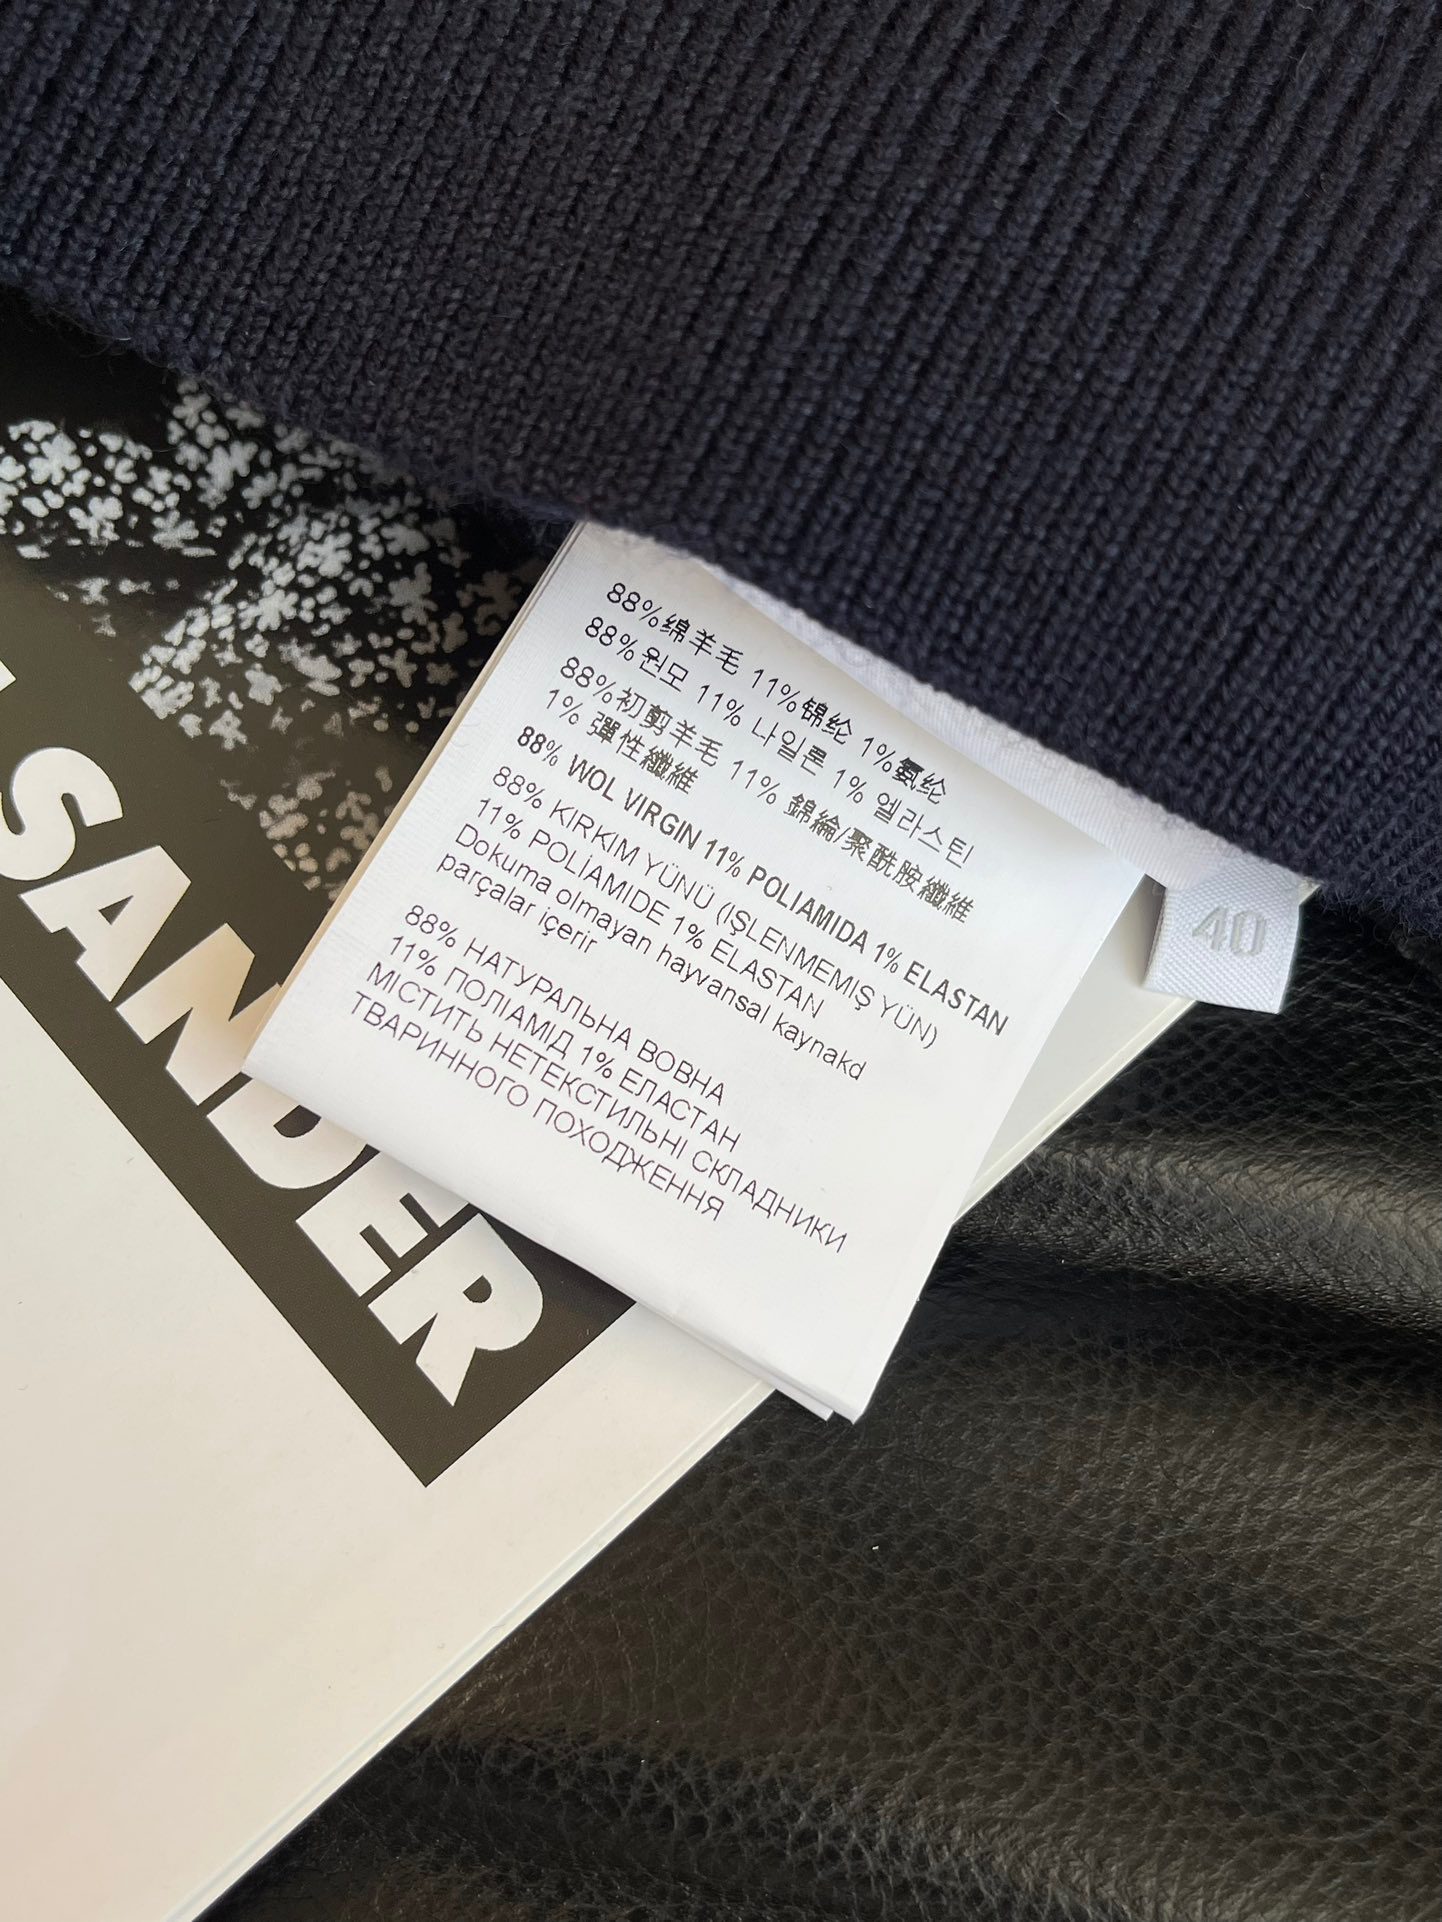 88%绵羊毛 11%锦纶 1%氨纶
88%원모 11% 나일론 1% 엘라스틴
88%初剪羊毛 11% 錦綸/聚酰胺纖維
1% 彈性纖維
88% WOL VIRGIN 11% POLIAMIDA 1% ELASTAN
88% KIRKIM YÜNÜ (IŞLENMEMIŞ YÜN)
11% POLİAMIDE 1% ELASTAN
Dokuma olmayan hayvansal kaynakd
parçalar içerir
88% НАТУРАЛЬНА ВОВНА
11% ПОЛІАМІД 1% ЕЛАСТАН
МІСТИТЬ НЕТЕКСТИЛЬНІ СКЛАДНИКИ
ТВАРИННОГО ПОХОДЖЕННЯ
40
SANDER